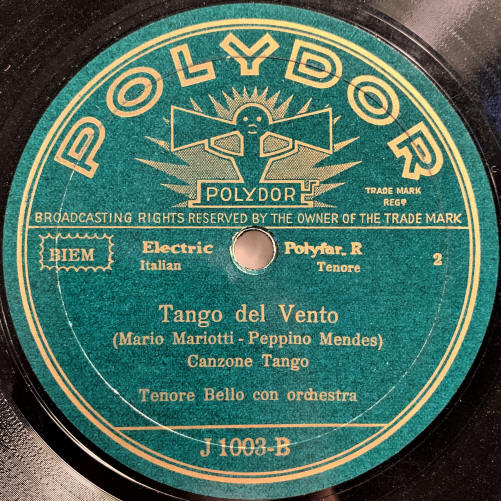 POLYDOR
POLYDOR
TRADE MARK
REGD
BROADCASTING RIGHTS RESERVED BY THE OWNER OF THE TRADE MARK
BIEM Electric Polyfar R 2
Italian Tenore
Tango del Vento
(Mario Mariotti - Peppino Mendes)
Canzone Tango
Tenore Bello con orchestra
J 1003-B